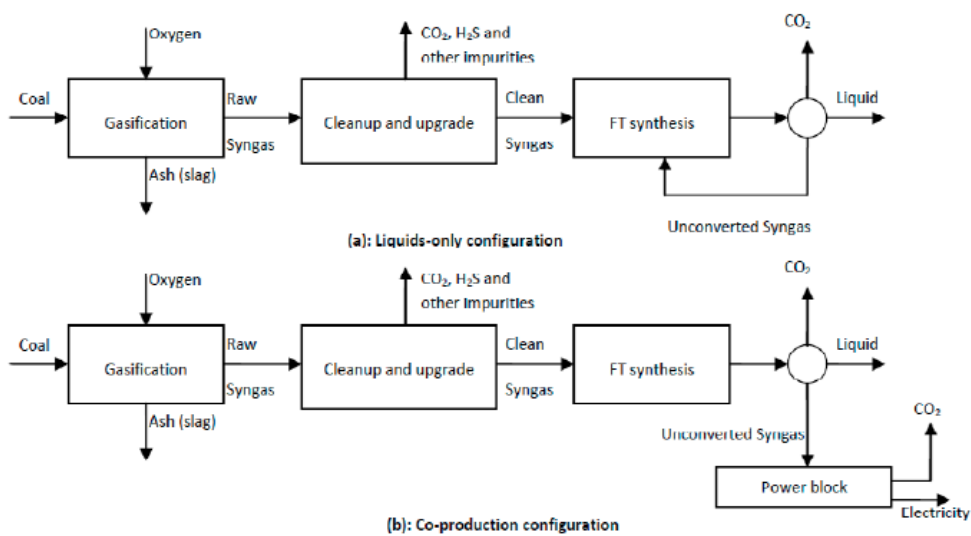 Oxygen
CO₂, H₂S and
other impurities
CO₂
Coal
Gasification
Raw
Syngas
Cleanup and upgrade
Clean
Syngas
FT synthesis
Liquid
Ash (slag)
Unconverted Syngas
(a): Liquids-only configuration
Oxygen
CO₂, H₂S and
other impurities
CO₂
Coal
Gasification
Raw
Syngas
Cleanup and upgrade
Clean
Syngas
FT synthesis
Liquid
Ash (slag)
Unconverted Syngas
CO₂
Power block
Electricity
(b): Co-production configuration